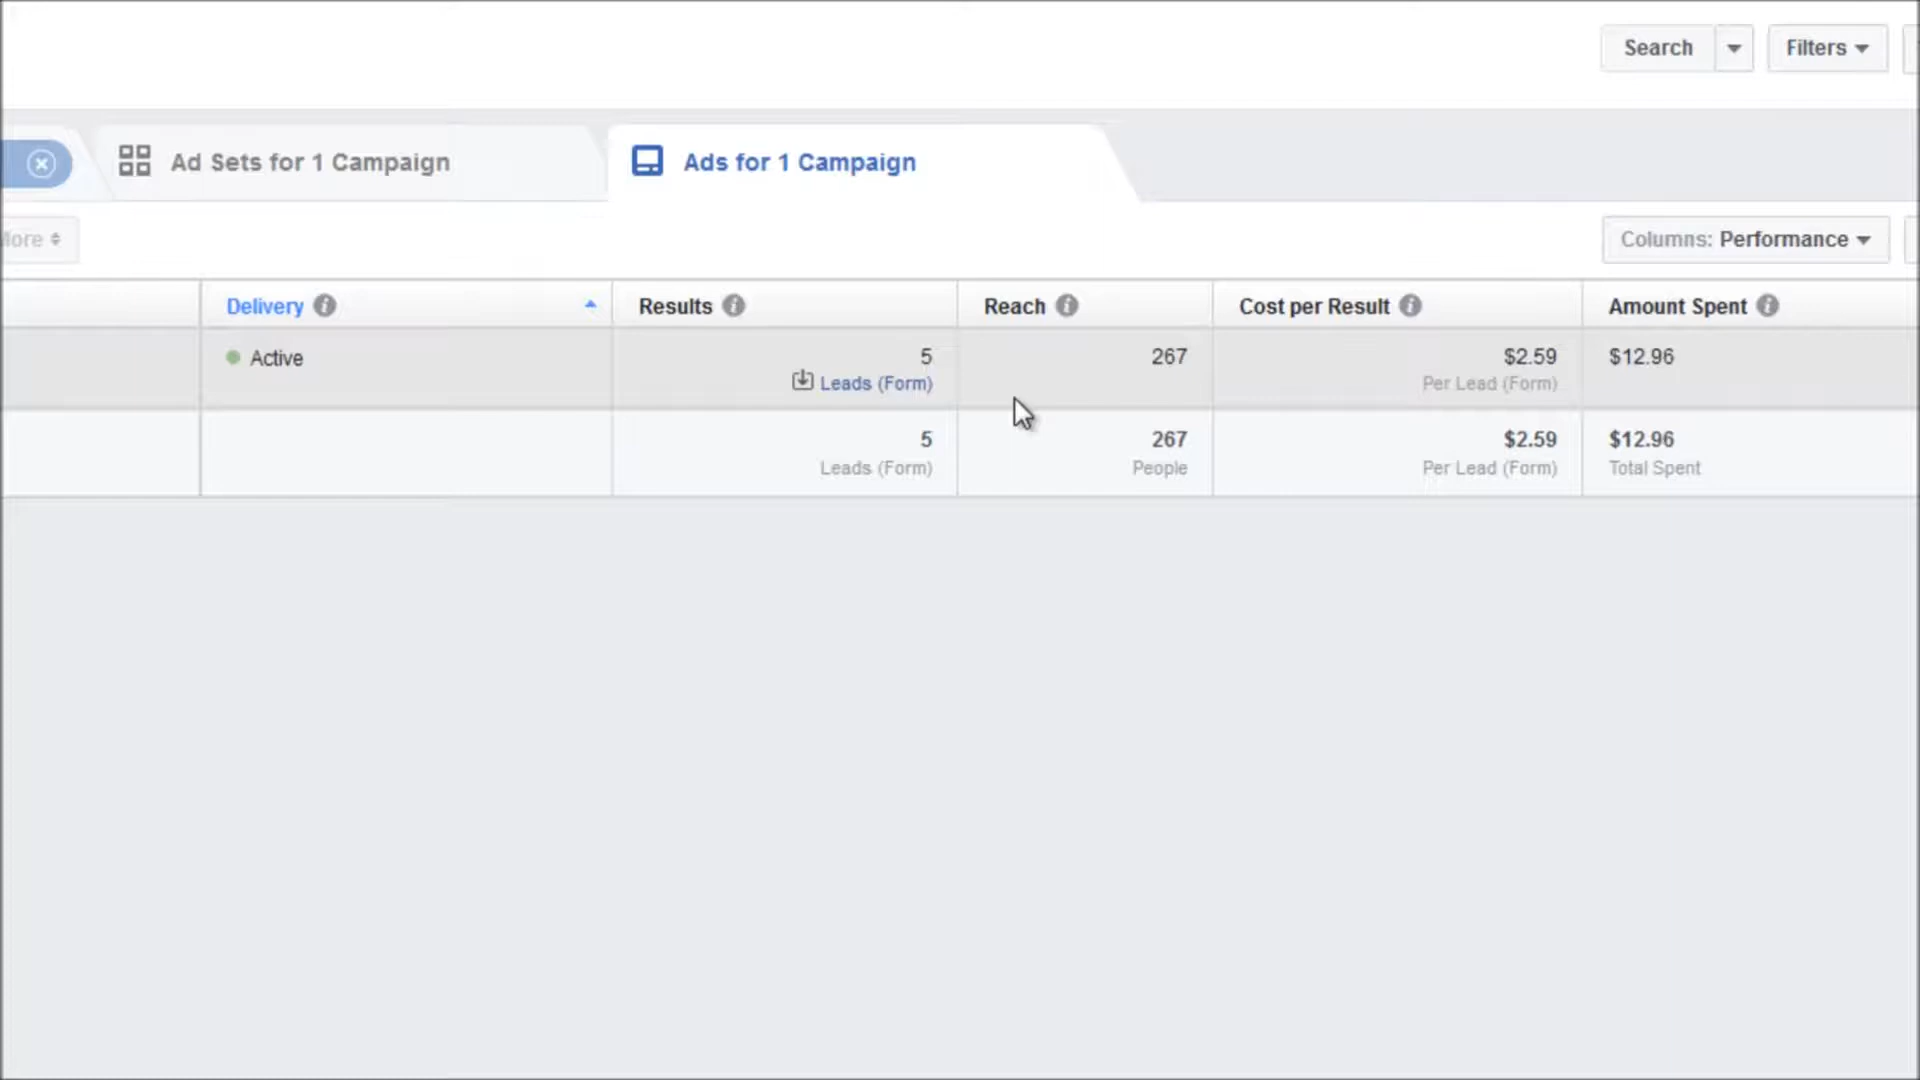 Search
Filters
Ad Sets for 1 Campaign
Ads for 1 Campaign
Columns: Performance
Delivery
Results
Reach
Cost per Result
Amount Spent
Active
5
267
$2.59
$12.96
Leads (Form)
Per Lead (Form)
5
267
$2.59
$12.96
Leads (Form)
People
Per Lead (Form)
Total Spent